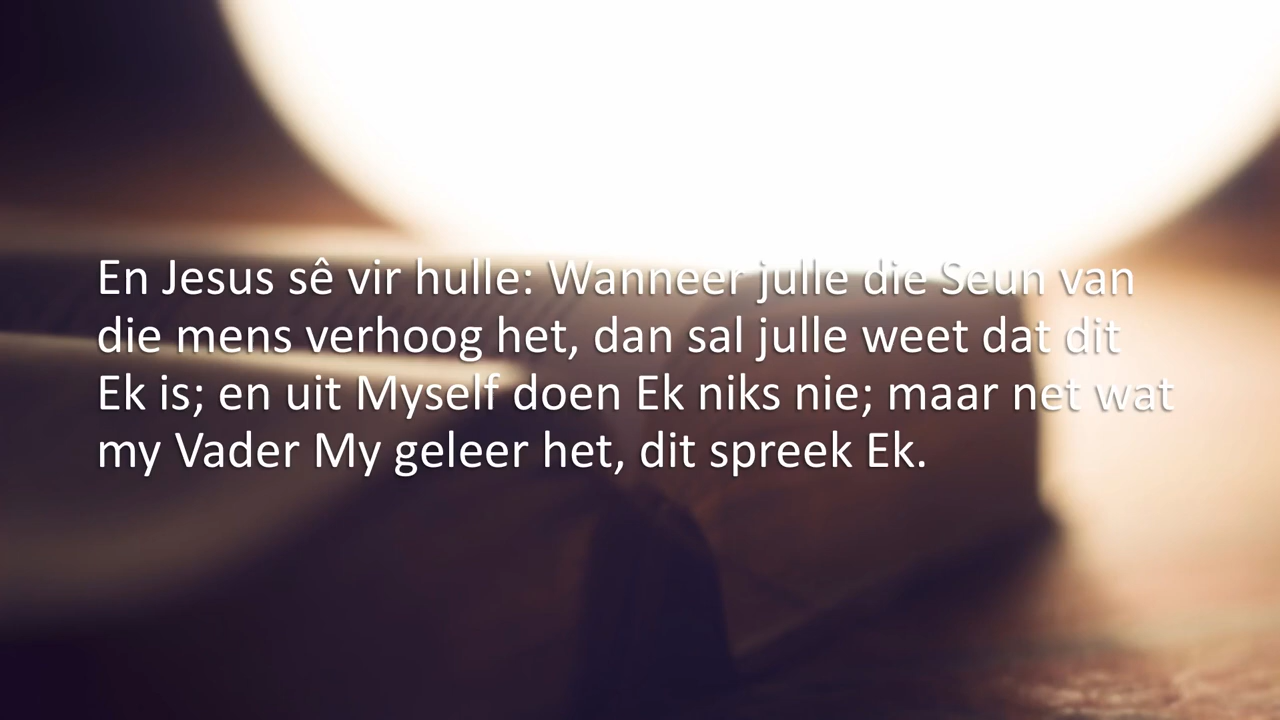 En Jesus sê vir hulle: Wanneer julle die Seun van
die mens verhoog het, dan sal julle weet dat dit
Ek is; en uit Myself doen Ek niks nie; maar net wat
my Vader My geleer het, dit spreek Ek.